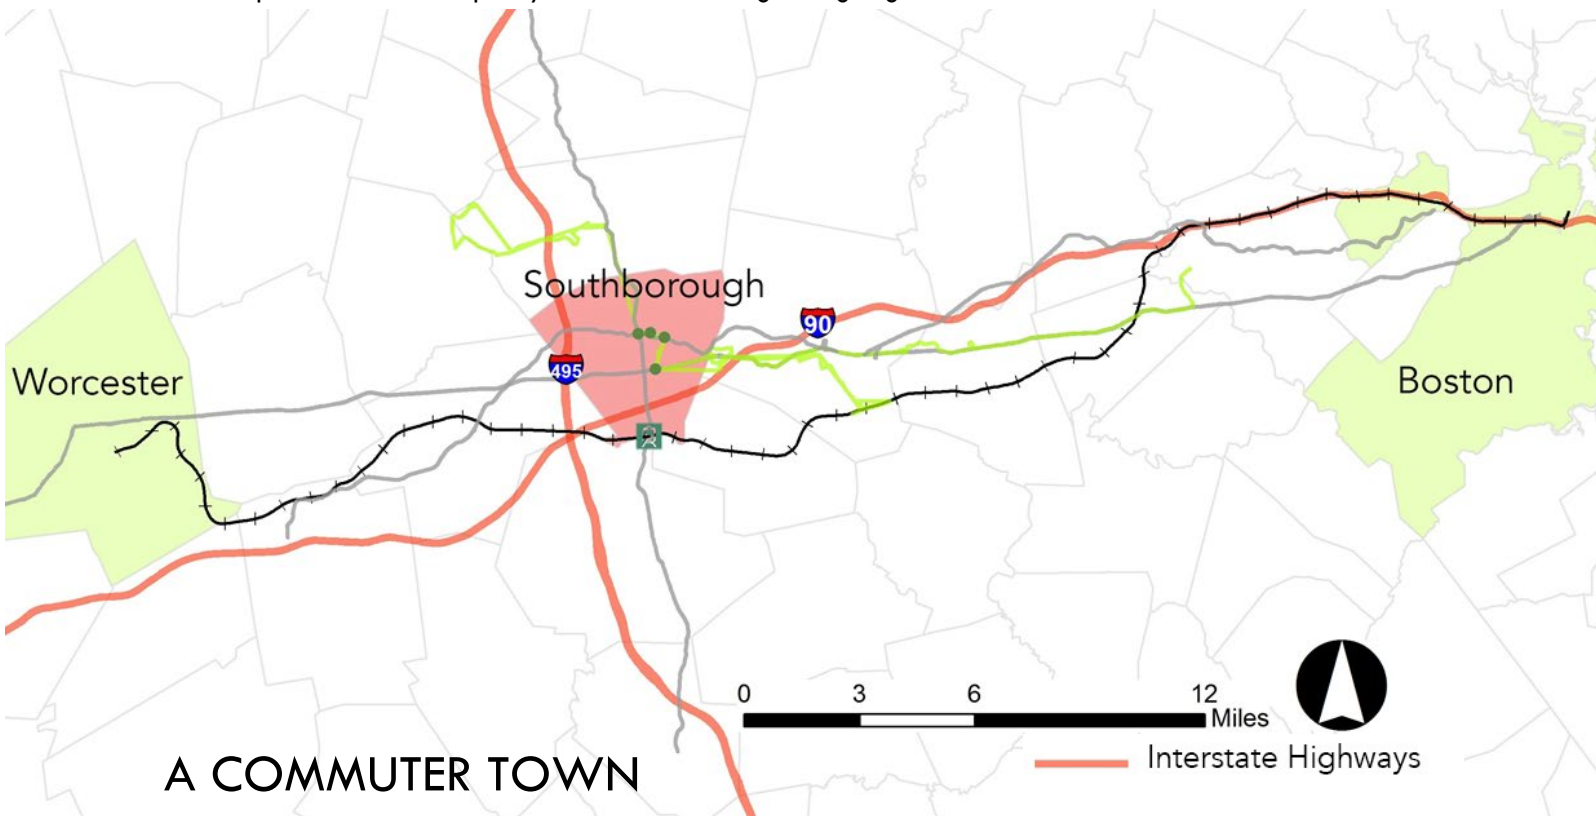 Southborough
90
495
Worcester
Boston
0 3 6 12
Miles
Interstate Highways
A COMMUTER TOWN